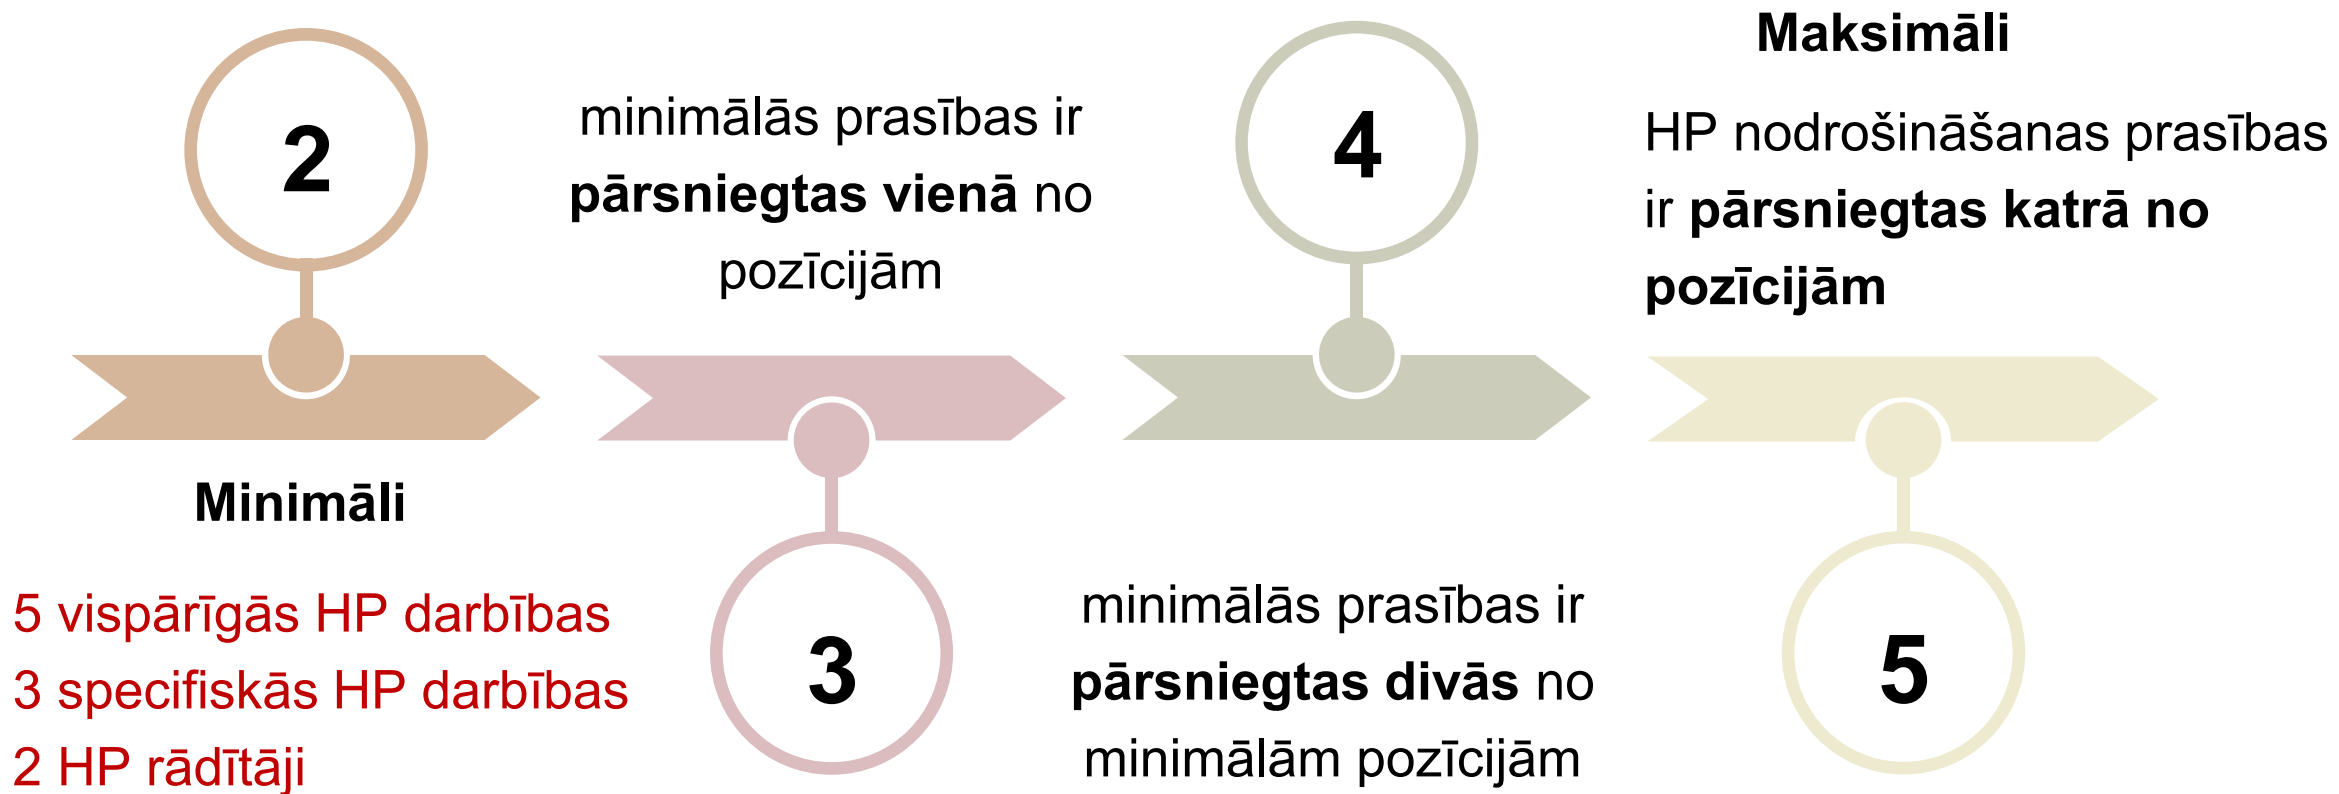 2
Minimāli
5 vispārīgās HP darbības
3 specifiskās HP darbības
2 HP rādītāji
minimālās prasības ir
pārsniegtas vienā no
pozīcijām
3
4
minimālās prasības ir
pārsniegtas divās no
minimālām pozīcijām
Maksimāli
HP nodrošināšanas prasības
ir pārsniegtas katrā no
pozīcijām
5